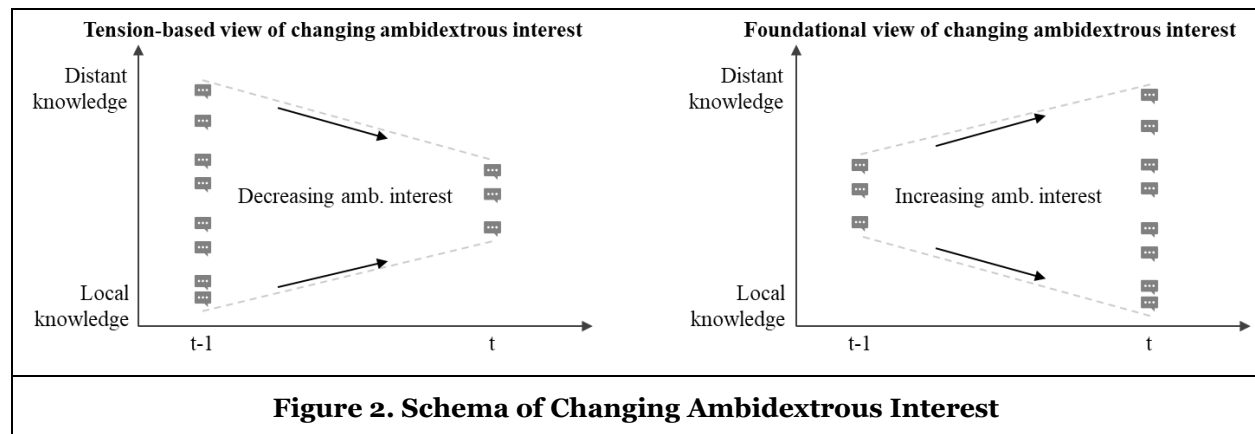 Tension-based view of changing ambidextrous interest
Distant
knowledge
Decreasing amb. interest
Local
knowledge
t-1
t
Foundational view of changing ambidextrous interest
Distant
knowledge
Increasing amb. interest
Local
knowledge
t-1
t
Figure 2. Schema of Changing Ambidextrous Interest